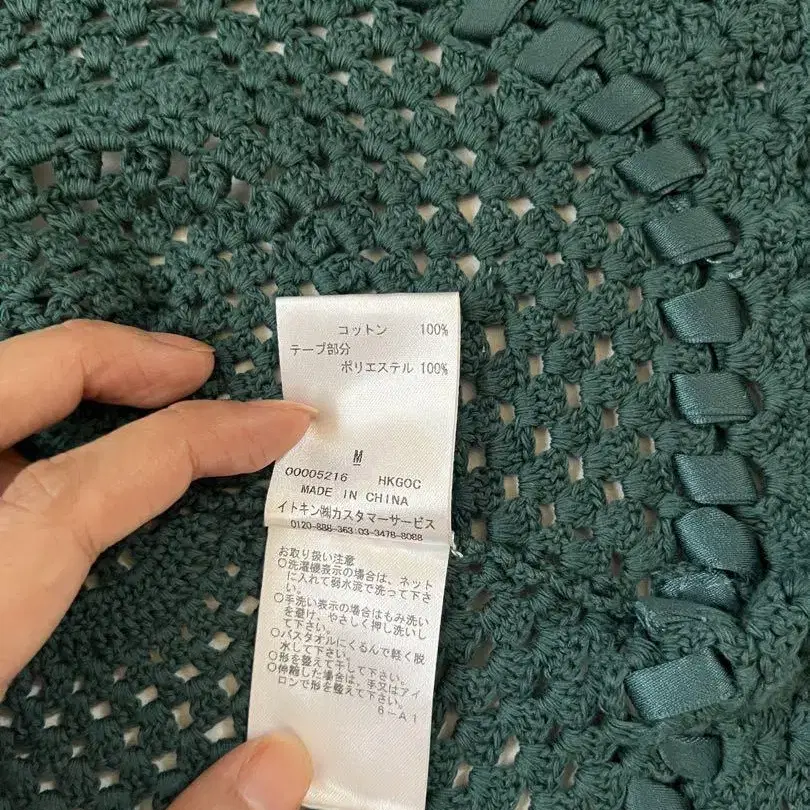 コットン 100%
テープ部分
ポリエステル 100%
M
00005216 HKGOC
MADE IN CHINA
イトキン㈱カスタマーサービス
0120-888-363:03-3478-8088
お取り扱い注意
○洗濯機表示の場合は、ネット
に入れて弱水流で洗って下さ
い。
○手洗い表示の場合はもみ洗い
を避け、やさしく押し洗いし
て下さい。
○バスタオルにくるんで軽く脱
水して下さい。
○形を整えて干して下さい。
○伸縮した場合は、手又はアイ
ロンで形を整えて下さい。
6-A1